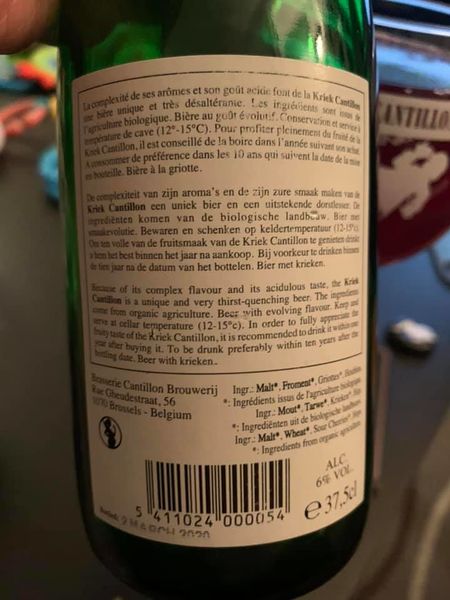 La complexité de ses arômes et son goût acide font de la Kriek Cantillon
une bière unique et très désaltérante. Les ingrédients sont issus de
l'agriculture biologique. Bière au goût évolutif. Conservation et service à
température de cave (12°-15°C). Pour profiter pleinement du fruité de la
Kriek Cantillon, il est conseillé de la boire dans l'année suivant son achat.
A consommer de préférence dans les 10 ans qui suivent la date de la mise
en bouteille. Bière à la griotte.
De complexiteit van zijn aroma's en de zijn zure smaak maken van de
Kriek Cantillon een uniek bier en een uitstekende dorstlesser. De
ingrediënten komen van de biologische landbouw. Bier met
smaakevolutie. Bewaren en schenken op keldertemperatuur (12-15°c).
Om ten volle van de fruitsmaak van de Kriek Cantillon te genieten drinkt
u hem best binnen het jaar na aankoop. Bij voorkeur te drinken binnen
de tien jaar na de datum van het bottelen. Bier met krieken.
Because of its complex flavour and its acidulous taste, the Kriek
Cantillon is a unique and very thirst-quenching beer. The ingredients
come from organic agriculture. Beer with evolving flavour. Keep and
serve at cellar temperature (12-15°c). In order to fully appreciate the
fruity taste of the Kriek Cantillon, it is recommended to drink it within one
year after buying it. To be drunk preferably within ten years after the
bottling date. Beer with krieken.
Brasserie Cantillon Brouwerij
Rue Gheudestraat, 56
1070 Brussels - Belgium
Ingr.: Malt*, Froment*, Griottes*, Houblons
*: Ingrédients issus de l'agriculture biologique
Ingr.: Mout*, Tarwe*, Krieken*, Hop
*: Ingrediënten uit de biologische landbouw
Ingr.: Malt*, Wheat*, Sour Cherries*, Hops
*: Ingredients from organic agriculture
ALC.
6% VOL.
e 37,5cl
5 411024 000054
Bottled: 2 MARCH 2020
CANTILLO